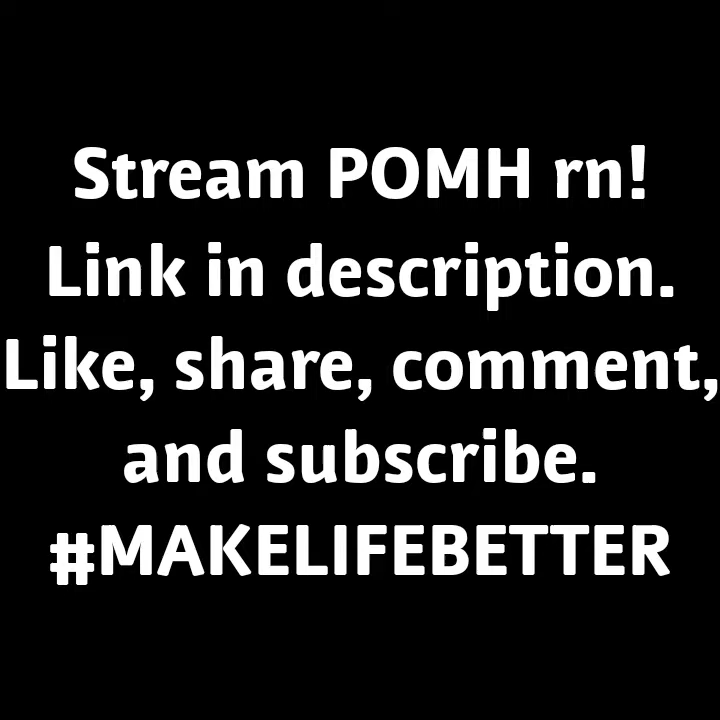 Stream POMH rn!
Link in description.
Like, share, comment,
and subscribe.
#MAKELIFEBETTER